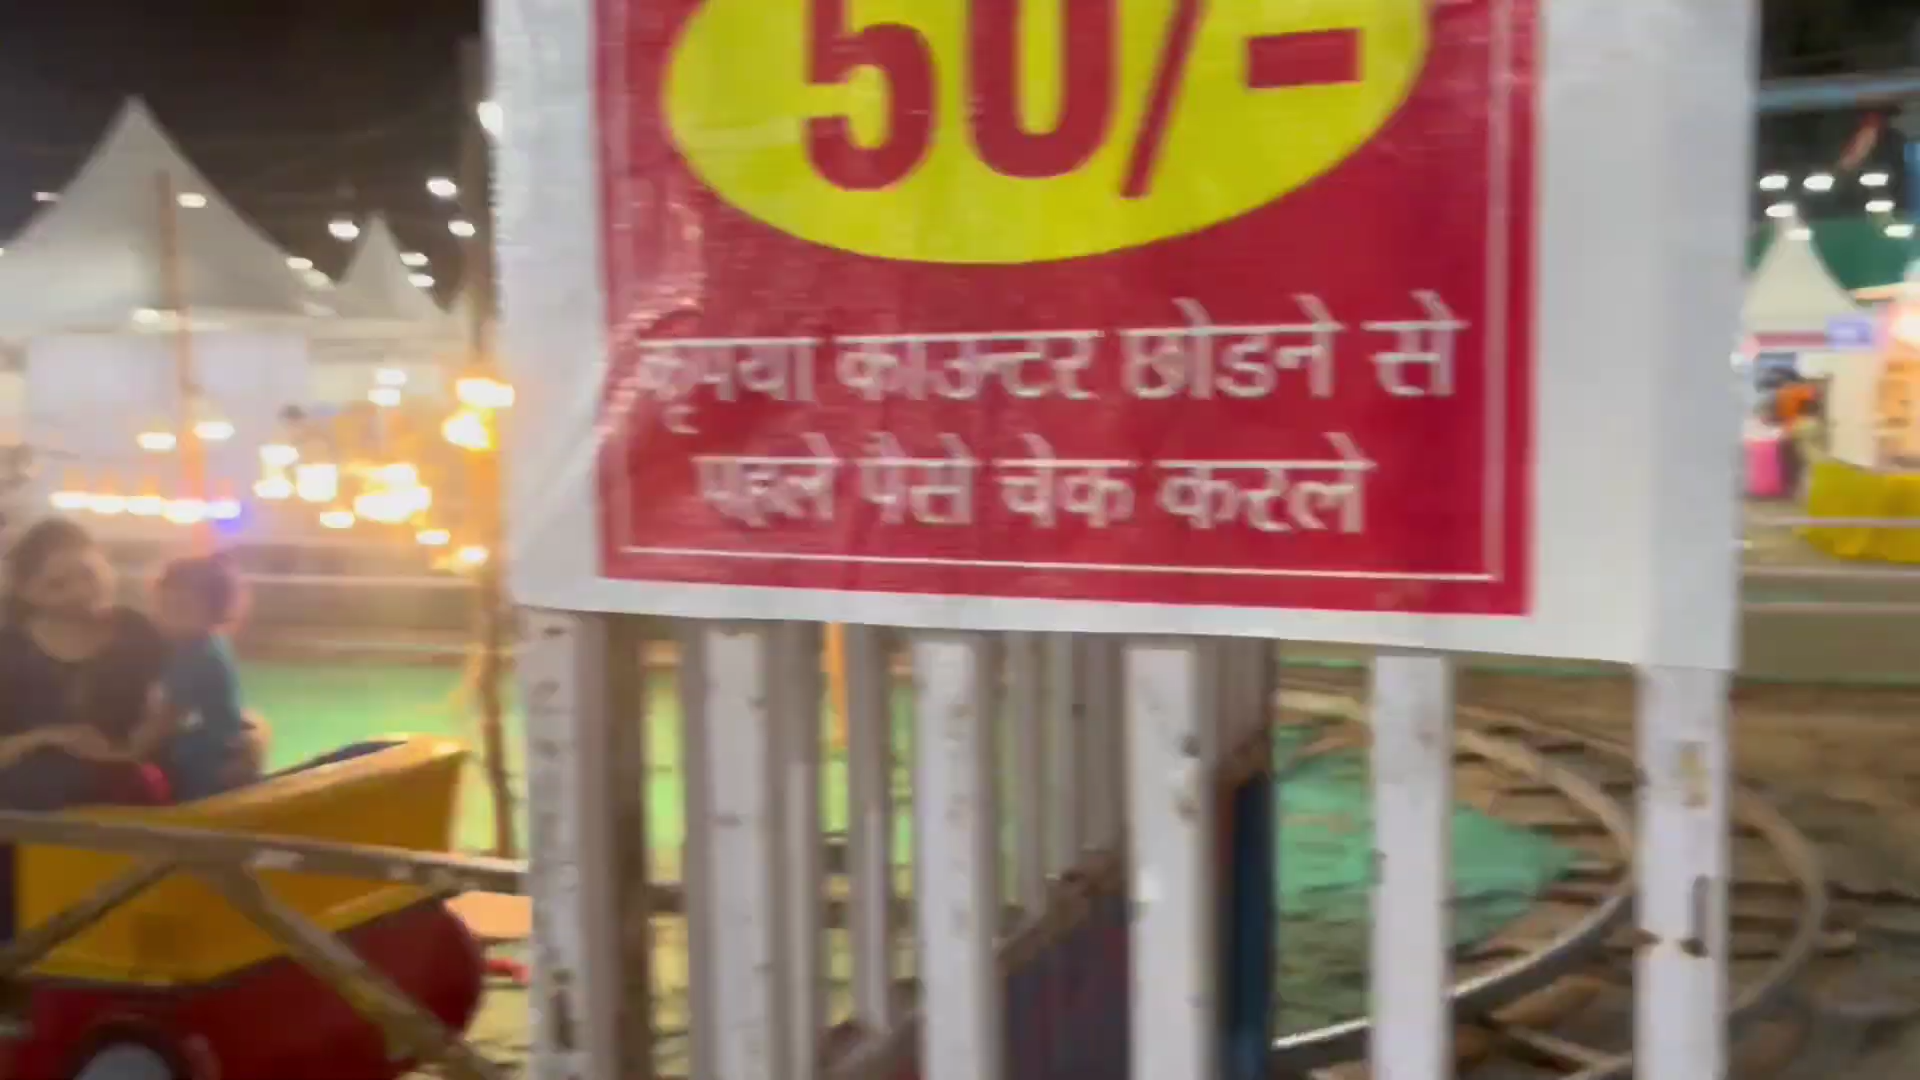 50/-
कृपया काउन्टर छोडने से
पहले पैसे चेक करले